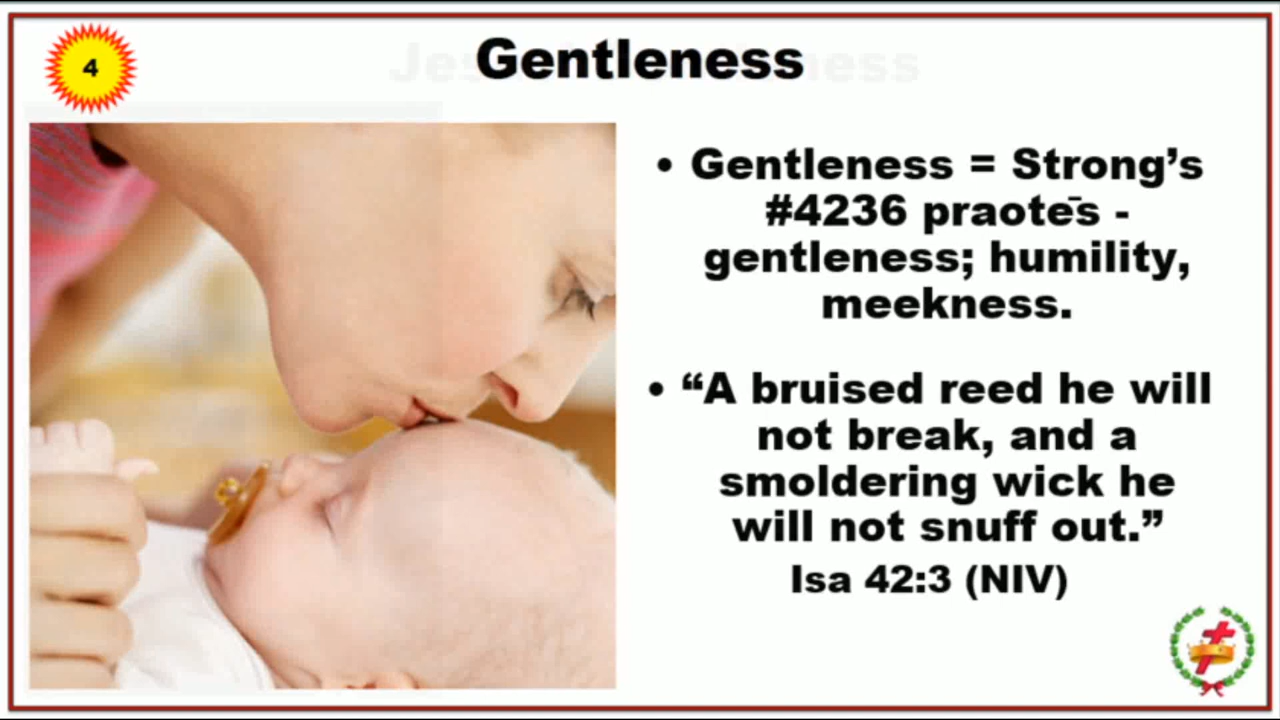 4
Gentleness
• Gentleness = Strong’s
#4236 praotēs -
gentleness; humility,
meekness.
• “A bruised reed he will
not break, and a
smoldering wick he
will not snuff out.”
Isa 42:3 (NIV)